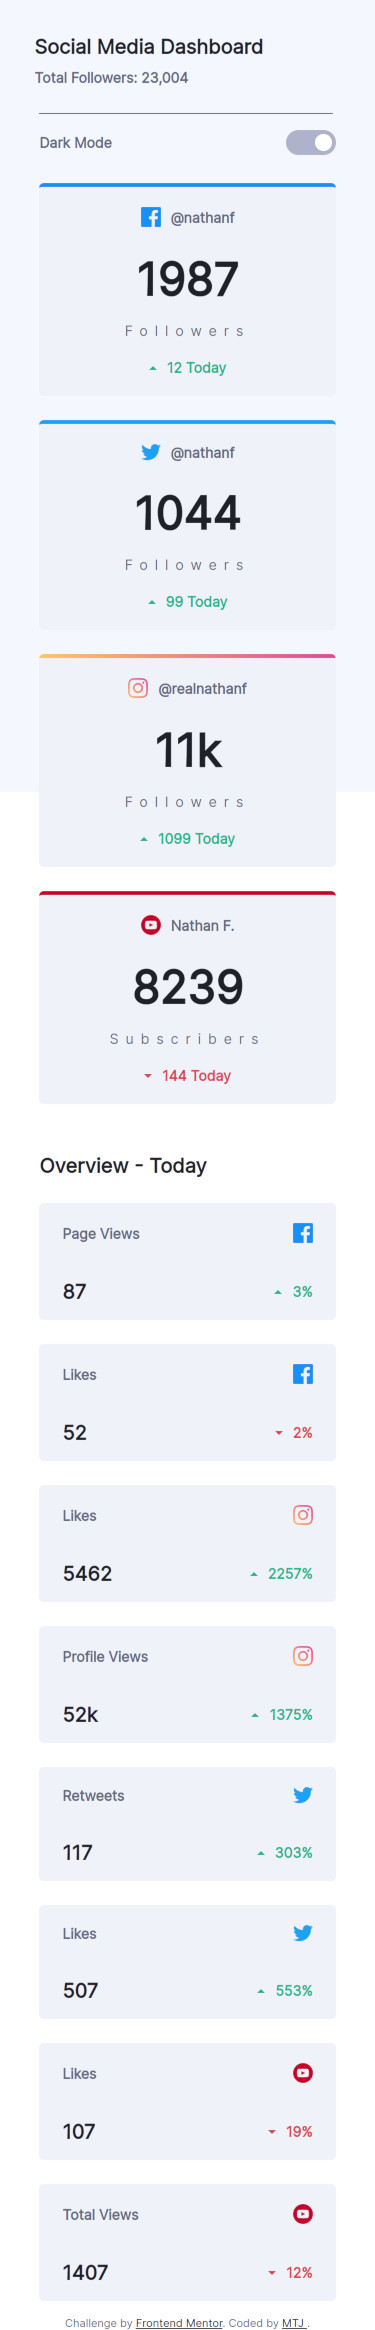 Social Media Dashboard
Total Followers: 23,004
Dark Mode
@nathanf
1987
Followers
12 Today
@nathanf
1044
Followers
99 Today
@realnathanf
11k
Followers
1099 Today
Nathan F.
8239
Subscribers
144 Today
Overview - Today
Page Views
87 3%
Likes
52 2%
Likes
5462 2257%
Profile Views
52k 1375%
Retweets
117 303%
Likes
507 553%
Likes
107 19%
Total Views
1407 12%
Challenge by Frontend Mentor. Coded by MTJ .